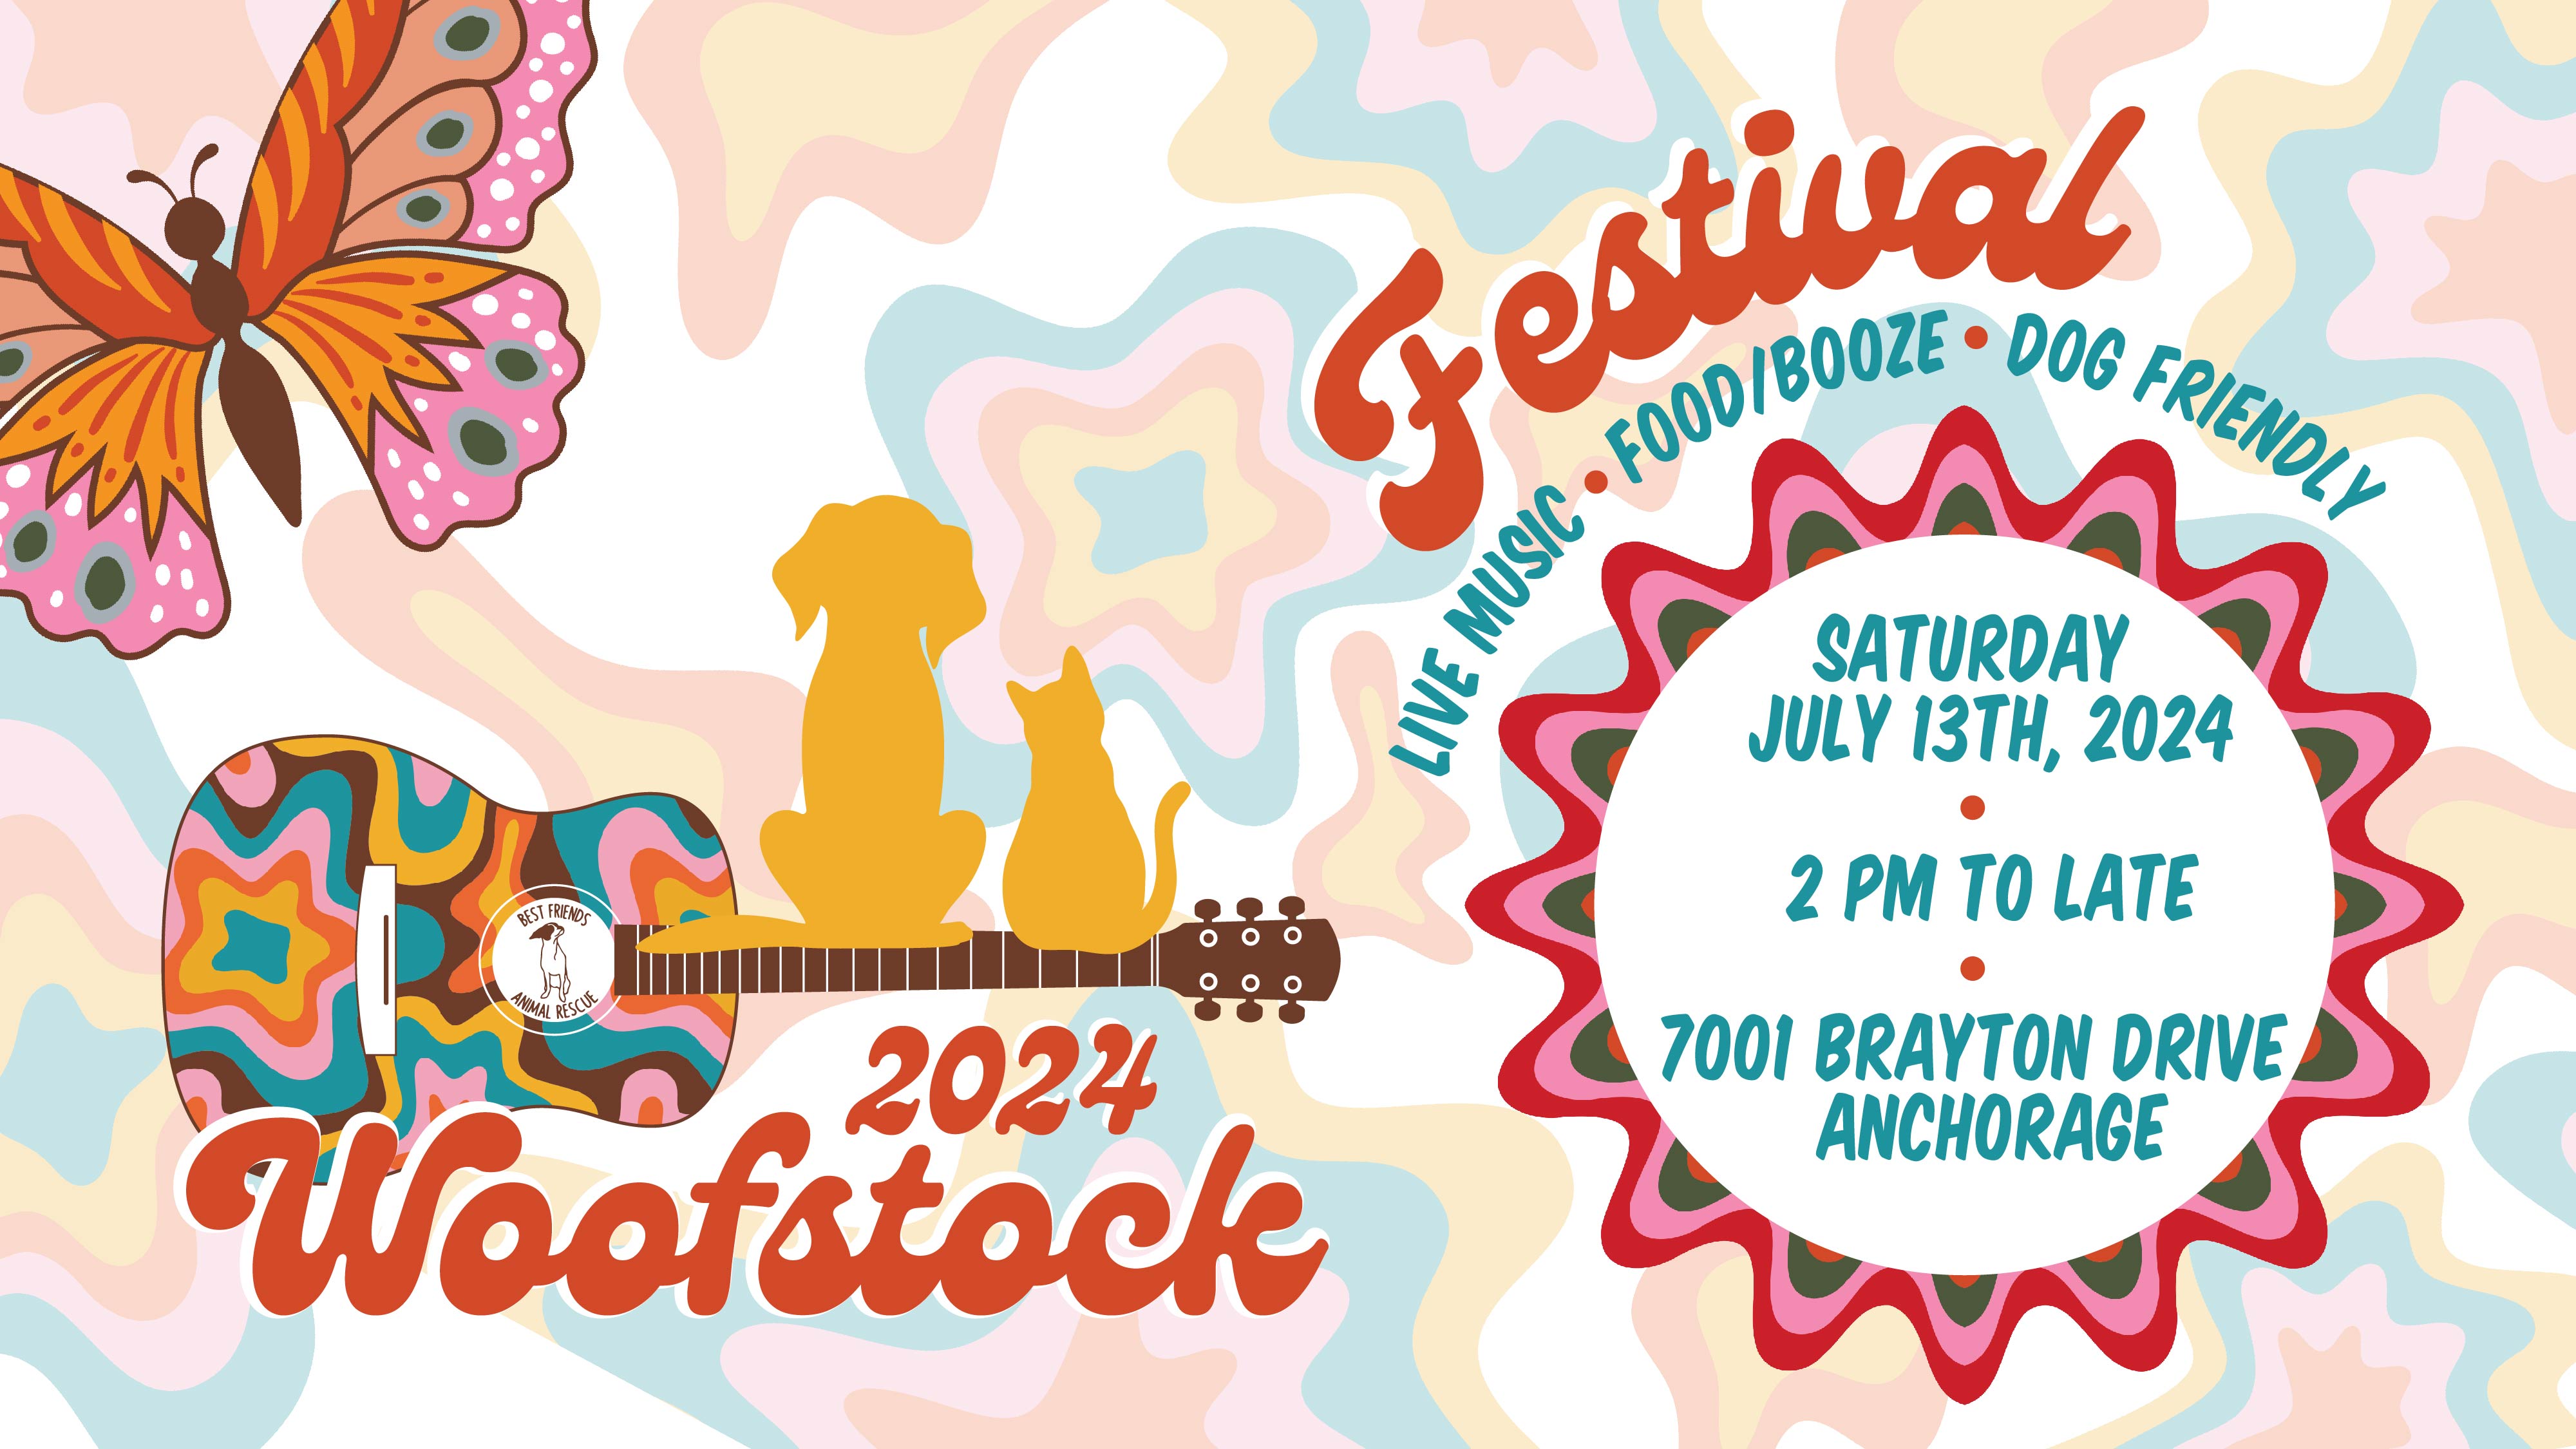 Festival
LIVE MUSIC • FOOD/BOOZE • DOG FRIENDLY
SATURDAY
JULY 13TH, 2024
•
2 PM TO LATE
•
7001 BRAYTON DRIVE
ANCHORAGE
BEST FRIENDS
ANIMAL RESCUE
2024
Woofstock